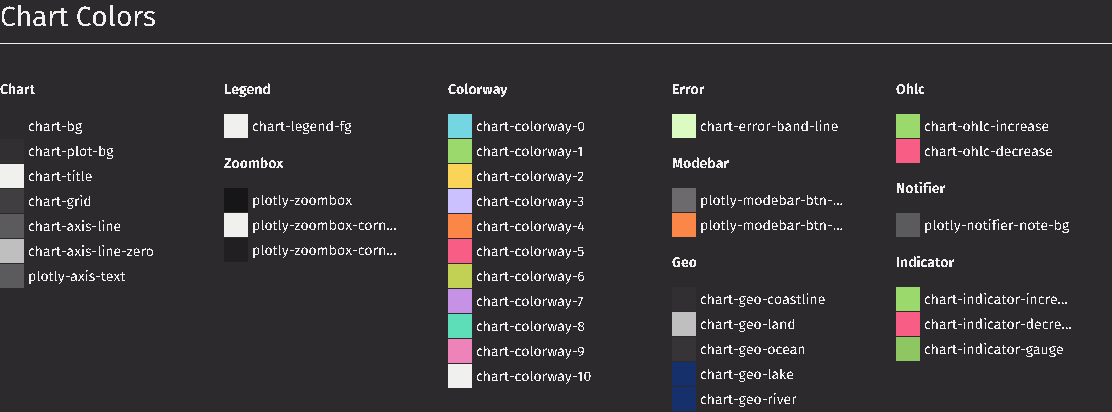 Chart Colors
Chart
chart-bg
chart-plot-bg
chart-title
chart-grid
chart-axis-line
chart-axis-line-zero
plotly-axis-text
Legend
chart-legend-fg
Zoombox
plotly-zoombox
plotly-zoombox-corn...
plotly-zoombox-corn...
Colorway
chart-colorway-0
chart-colorway-1
chart-colorway-2
chart-colorway-3
chart-colorway-4
chart-colorway-5
chart-colorway-6
chart-colorway-7
chart-colorway-8
chart-colorway-9
chart-colorway-10
Error
chart-error-band-line
Modebar
plotly-modebar-btn-...
plotly-modebar-btn-...
Geo
chart-geo-coastline
chart-geo-land
chart-geo-ocean
chart-geo-lake
chart-geo-river
Ohlc
chart-ohlc-increase
chart-ohlc-decrease
Notifier
plotly-notifier-note-bg
Indicator
chart-indicator-incre...
chart-indicator-decre...
chart-indicator-gauge